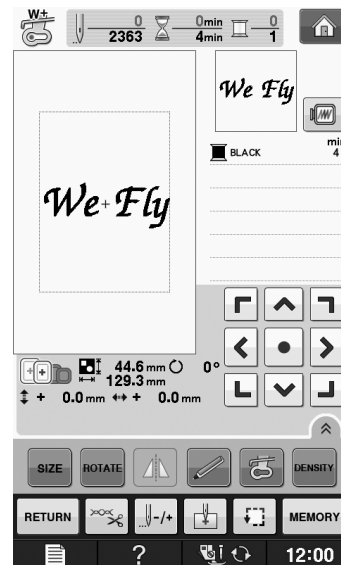 W+
0
2363
0min
4min
0
1
We Fly
BLACK
min
4
We Fly
44.6 mm 0°
129.3 mm
+ 0.0 mm + 0.0 mm
SIZE ROTATE DENSITY
RETURN -/+ MEMORY
? 12:00